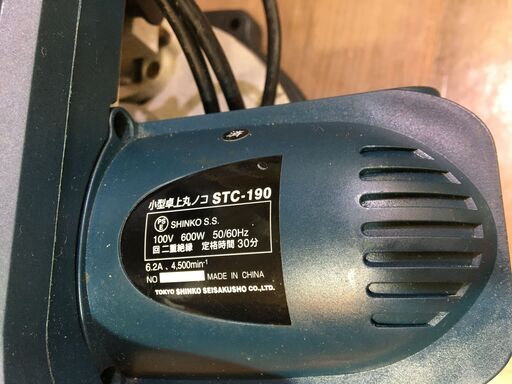 小型卓上丸ノコ STC-190
PS E SHINKO S.S.
100V 600W 50/60Hz
回 二重絶縁 定格時間 30分
6.2A、4,500min⁻¹
NO MADE IN CHINA
TOKYO SHINKO SEISAKUSHO CO.,LTD.